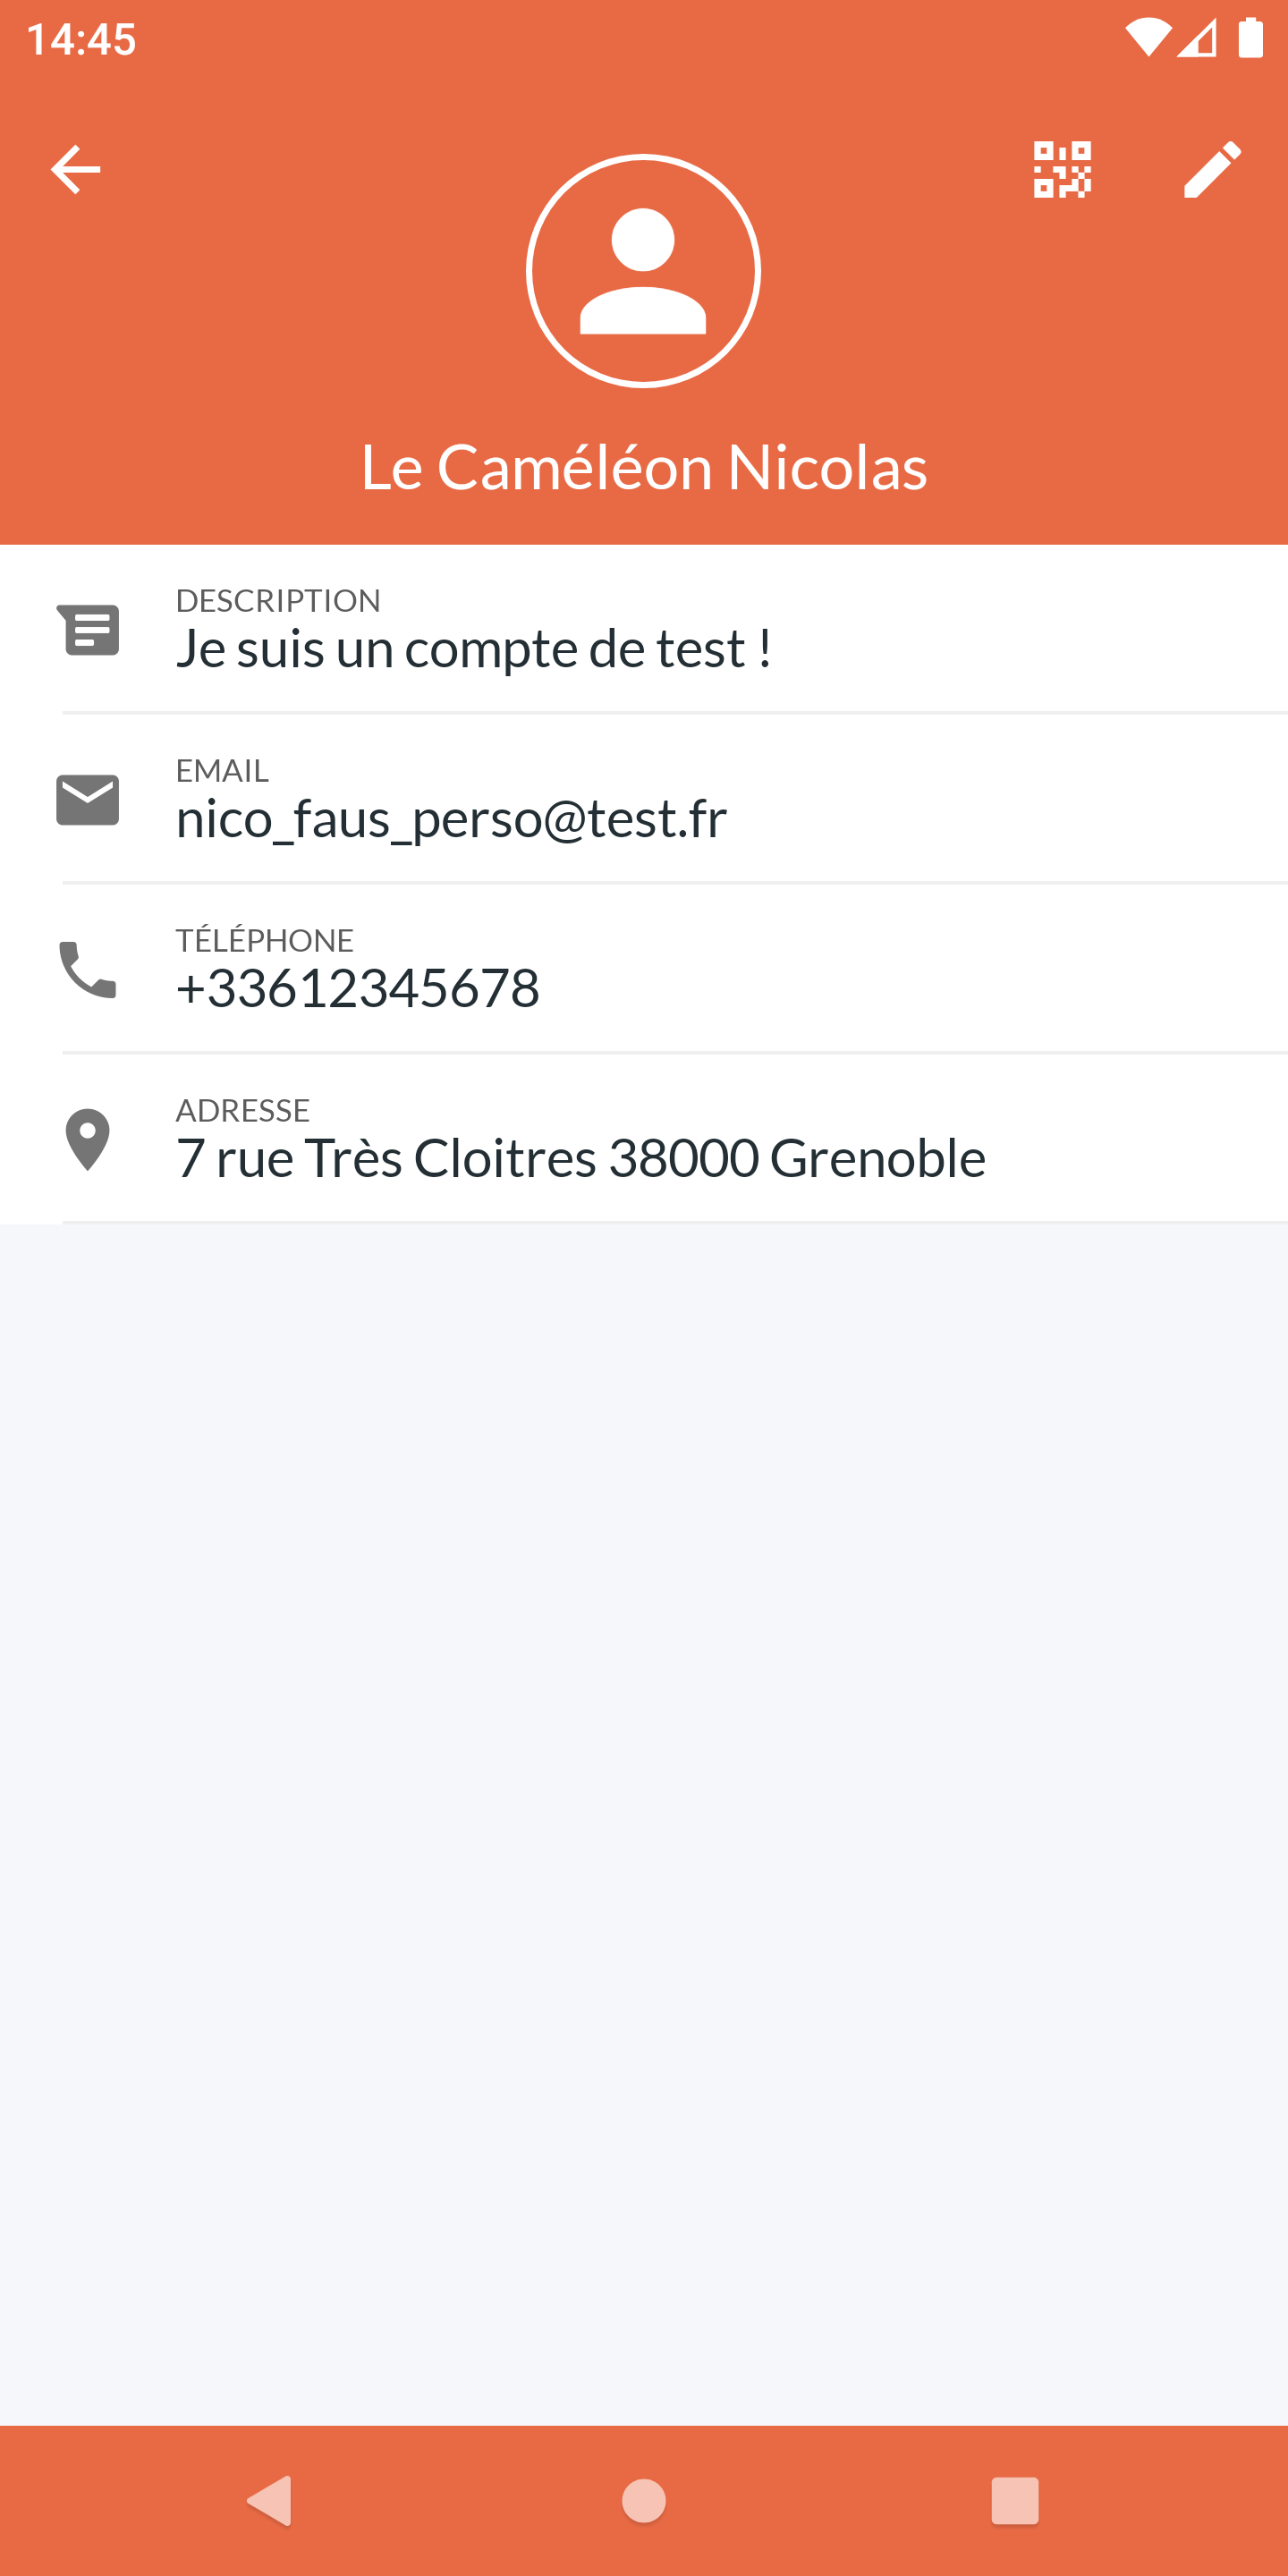 14:45
Le Caméléon Nicolas
DESCRIPTION
Je suis un compte de test !
EMAIL
nico_faus_perso@test.fr
TÉLÉPHONE
+33612345678
ADRESSE
7 rue Très Cloitres 38000 Grenoble